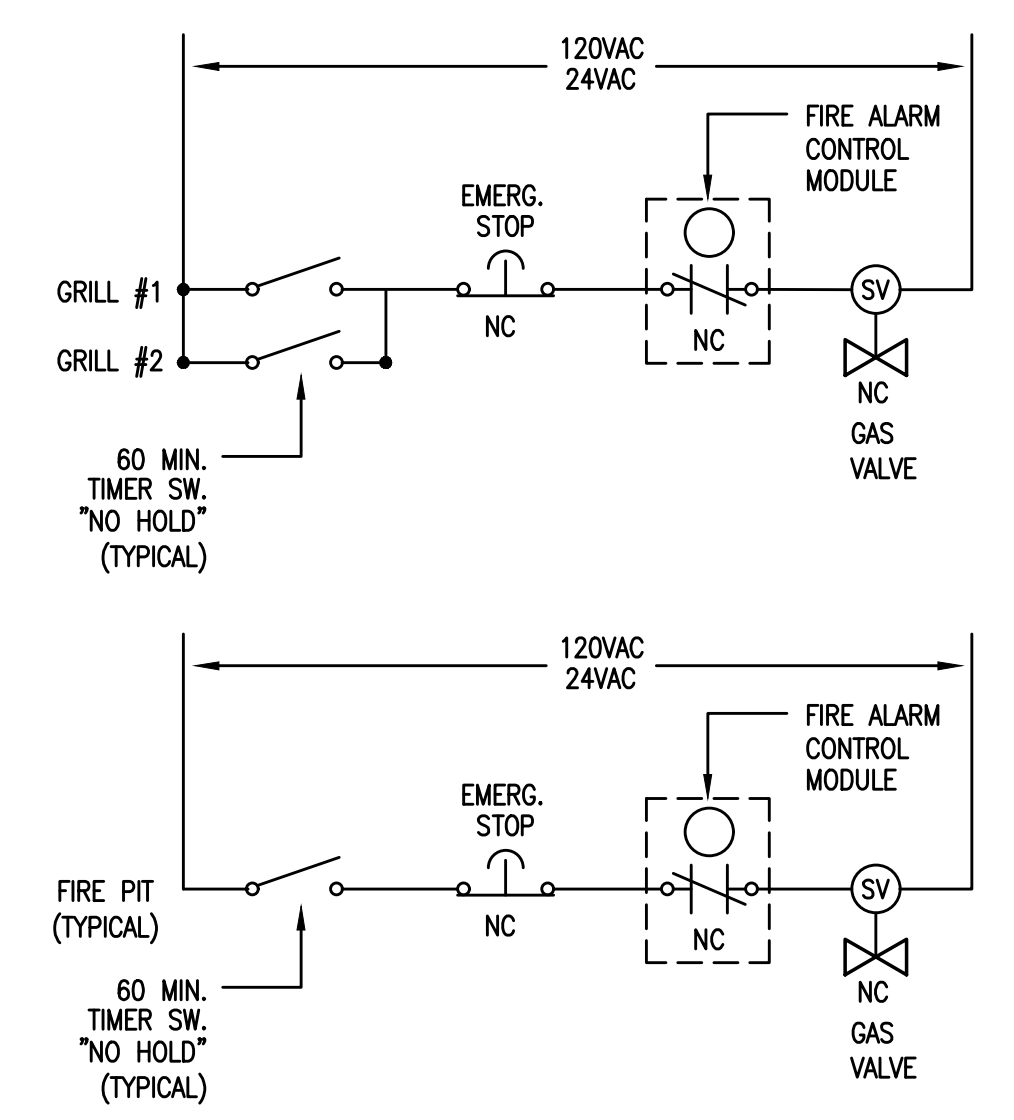 120VAC
24VAC
FIRE ALARM
CONTROL
MODULE
EMERG.
STOP
GRILL #1
SV
NC
NC
GRILL #2
NC
GAS
VALVE
60 MIN.
TIMER SW.
"NO HOLD"
(TYPICAL)
120VAC
24VAC
FIRE ALARM
CONTROL
MODULE
EMERG.
STOP
FIRE PIT
(TYPICAL)
SV
NC
NC
NC
GAS
VALVE
60 MIN.
TIMER SW.
"NO HOLD"
(TYPICAL)